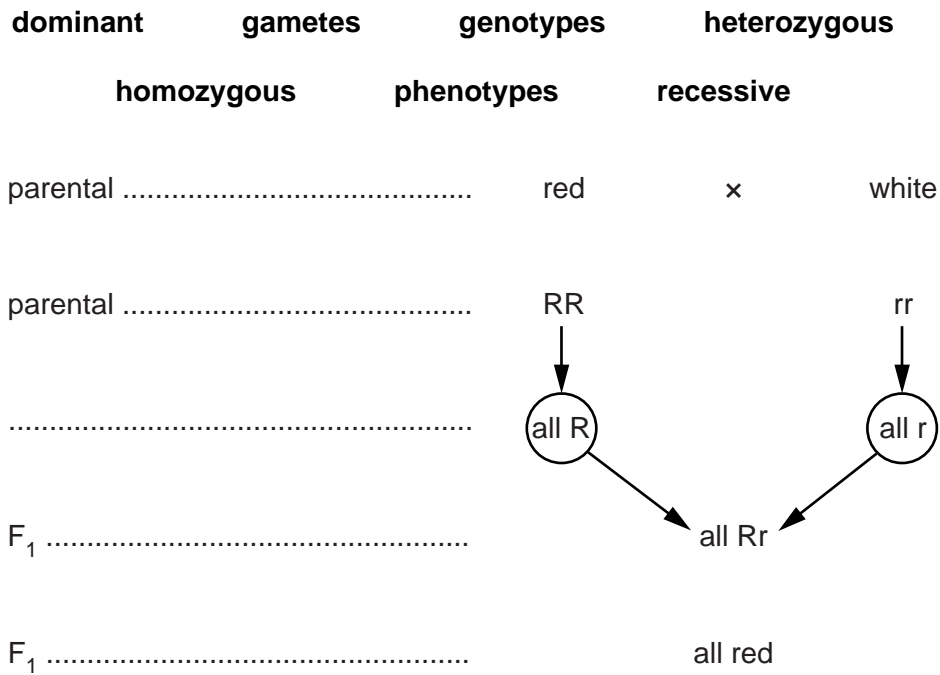 dominant gametes genotypes heterozygous
homozygous phenotypes recessive
parental .......................................... red × white
parental .......................................... RR rr
........................................................ all R all r
F1 ................................................... all Rr
F1 ................................................... all red